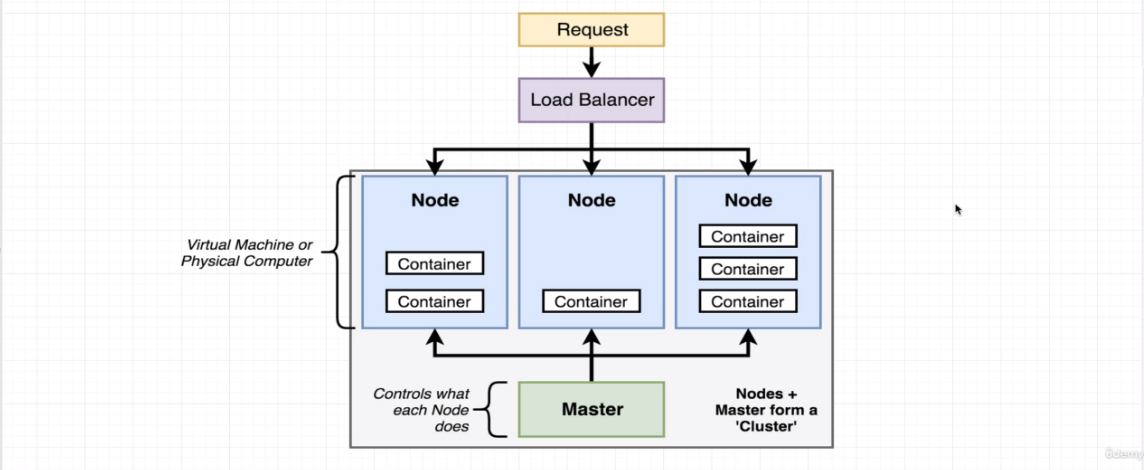 Request
Load Balancer
Node
Node
Node
Container
Container
Container
Container
Container
Container
Virtual Machine or
Physical Computer
Controls what
each Node
does
Master
Nodes +
Master form a
'Cluster'
ûdemy